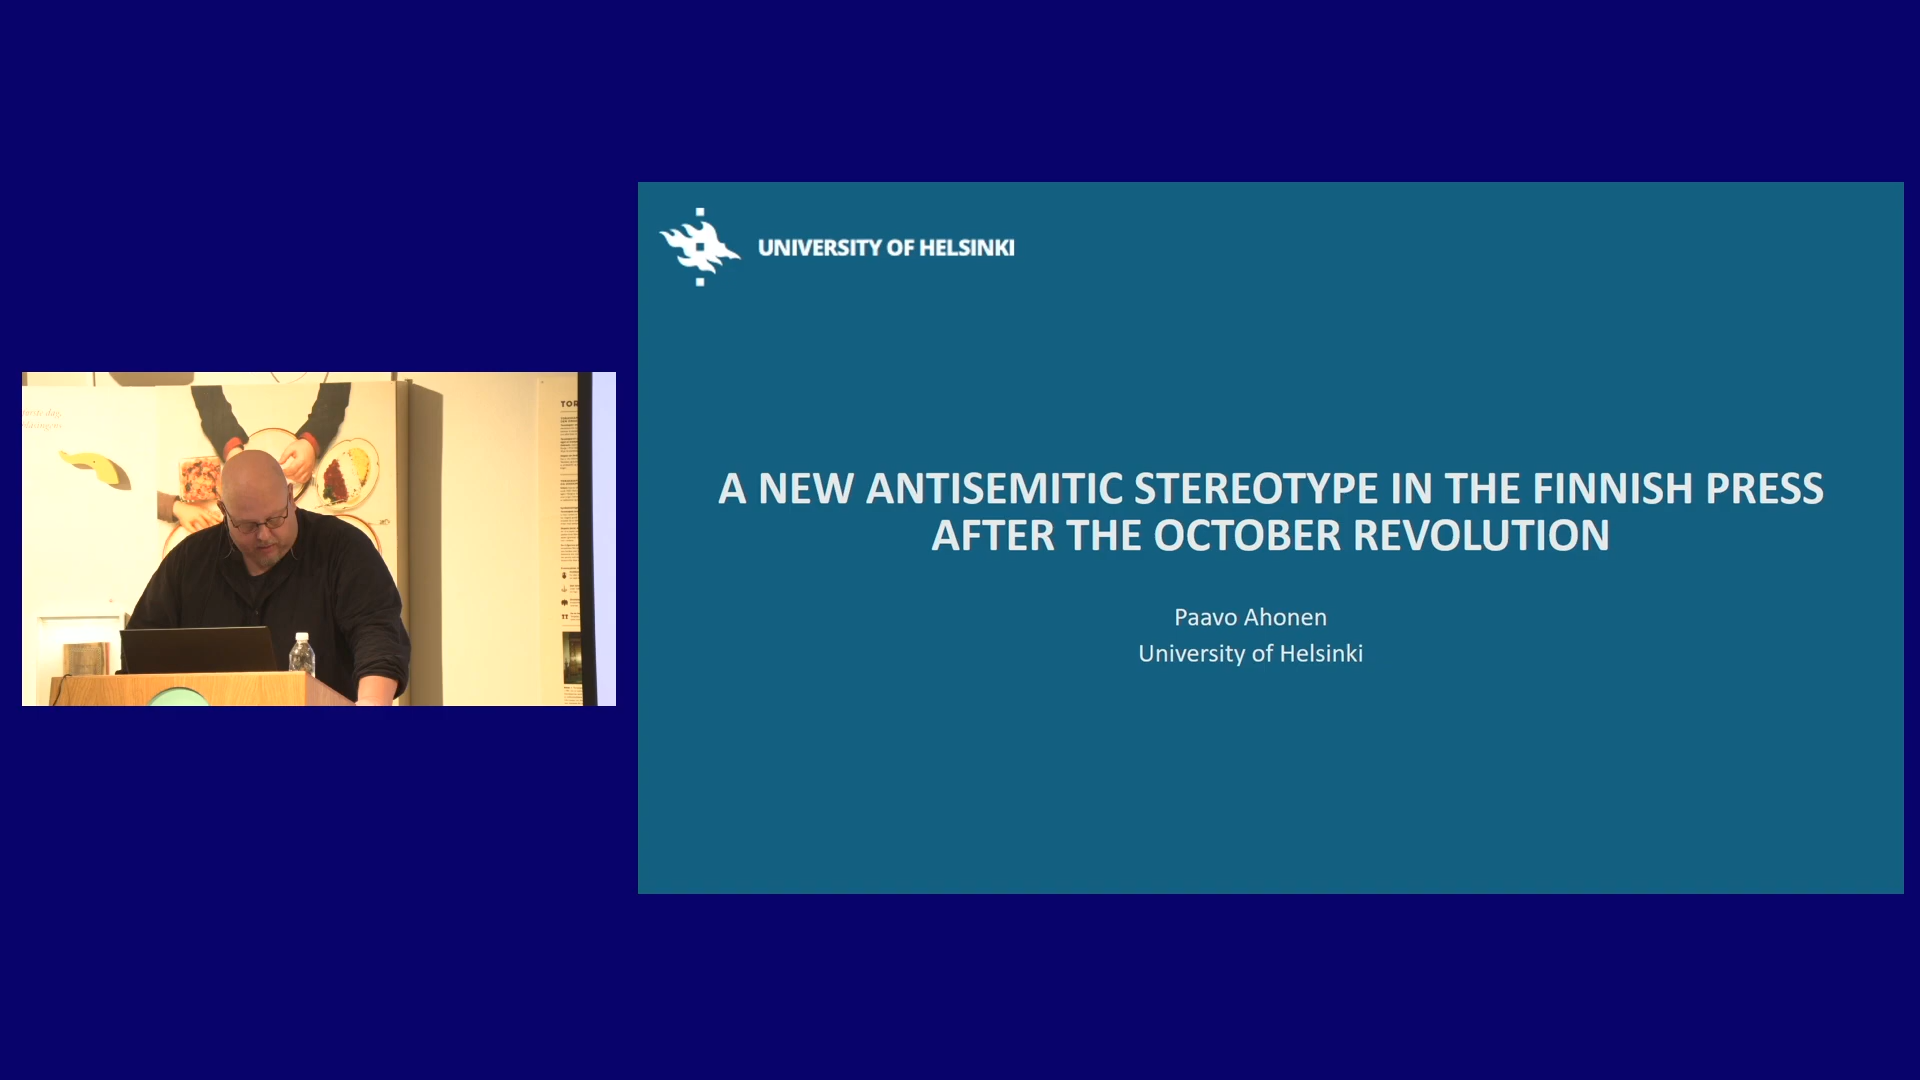 UNIVERSITY OF HELSINKI
A NEW ANTISEMITIC STEREOTYPE IN THE FINNISH PRESS
AFTER THE OCTOBER REVOLUTION
Paavo Ahonen
University of Helsinki
TOR